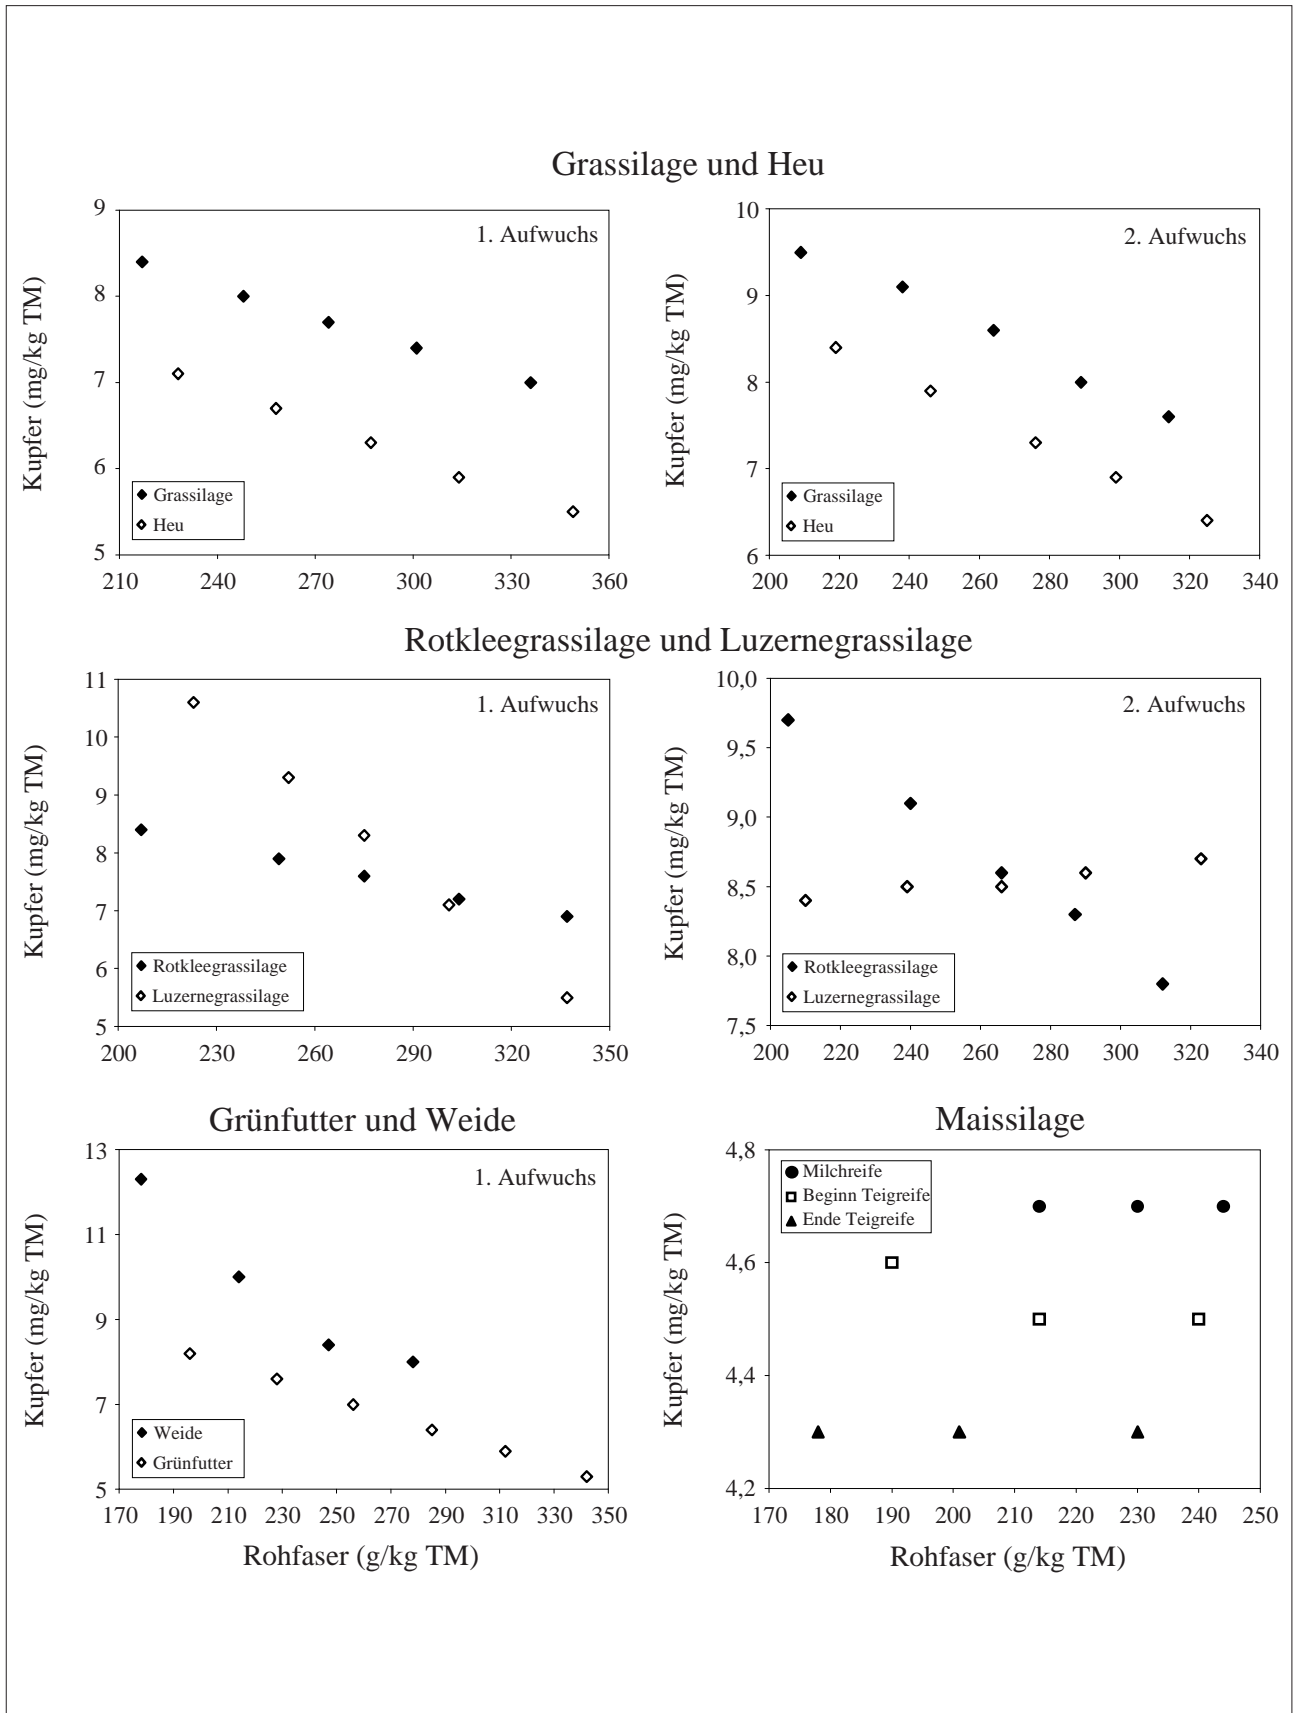 Grassilage und Heu
1. Aufwuchs
Kupfer (mg/kg TM)
9
8
7
6
5
Grassilage
Heu
210 240 270 300 330 360
2. Aufwuchs
Kupfer (mg/kg TM)
10
9
8
7
6
Grassilage
Heu
200 220 240 260 280 300 320 340
Rotkleegrassilage und Luzernegrassilage
1. Aufwuchs
Kupfer (mg/kg TM)
11
10
9
8
7
6
5
Rotkleegrassilage
Luzernegrassilage
200 230 260 290 320 350
2. Aufwuchs
Kupfer (mg/kg TM)
10,0
9,5
9,0
8,5
8,0
7,5
Rotkleegrassilage
Luzernegrassilage
200 220 240 260 280 300 320 340
Grünfutter und Weide
1. Aufwuchs
Kupfer (mg/kg TM)
13
11
9
7
5
Weide
Grünfutter
170 190 210 230 250 270 290 310 330 350
Rohfaser (g/kg TM)
Maissilage
Kupfer (mg/kg TM)
4,8
4,6
4,4
4,2
Milchreife
Beginn Teigreife
Ende Teigreife
170 180 190 200 210 220 230 240 250
Rohfaser (g/kg TM)